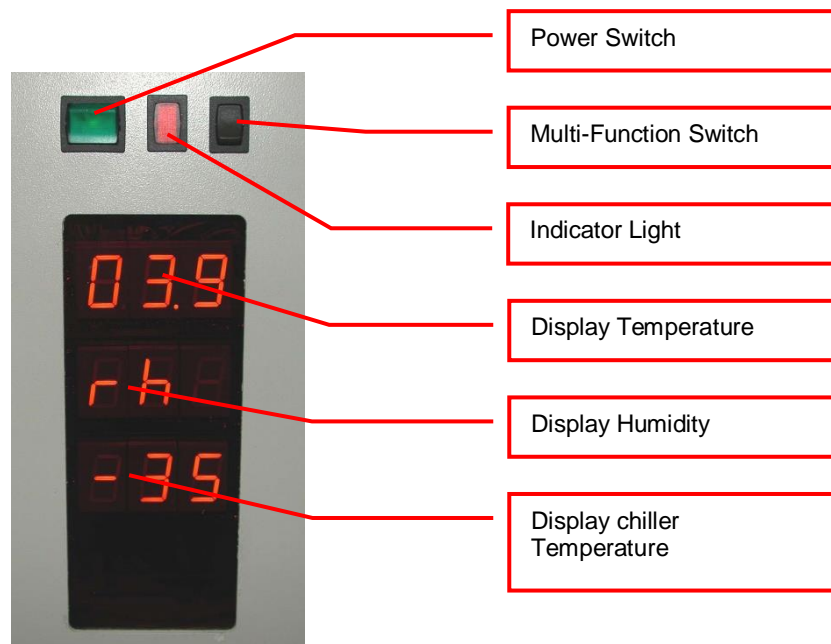 Power Switch
Multi-Function Switch
Indicator Light
03.9
Display Temperature
rh
Display Humidity
-35
Display chiller
Temperature